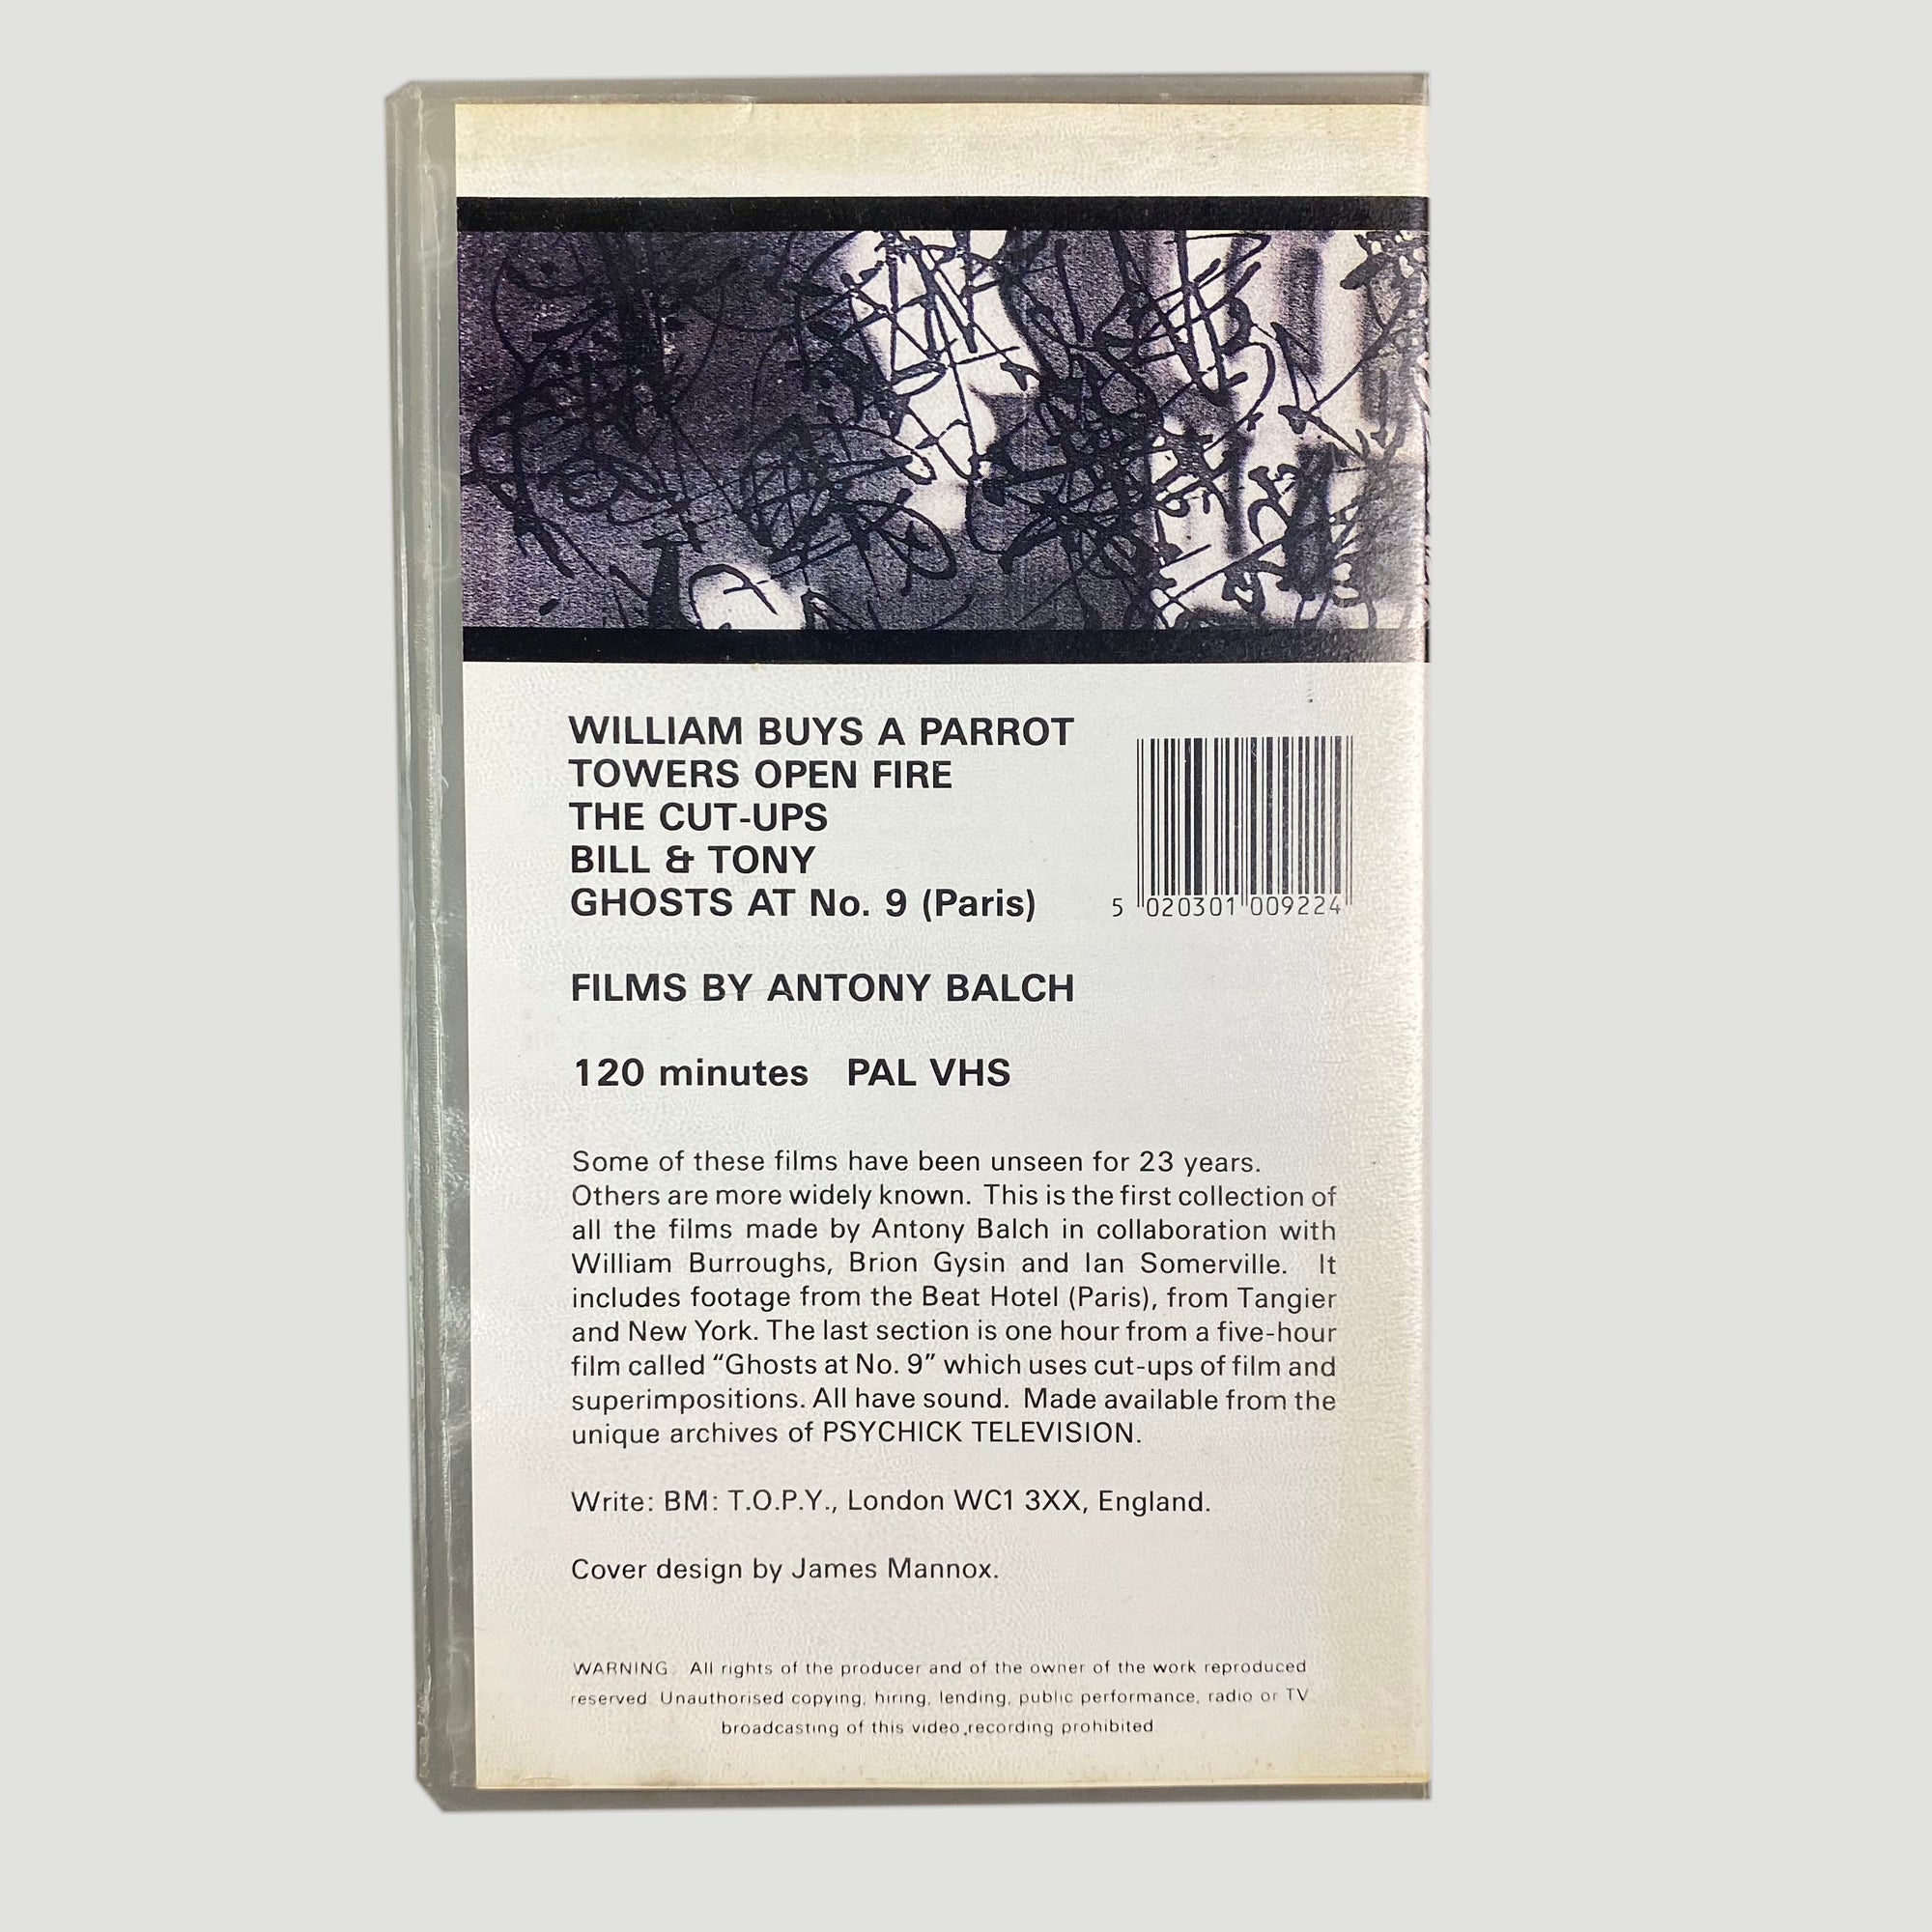 WILLIAM BUYS A PARROT
TOWERS OPEN FIRE
THE CUT-UPS
BILL & TONY
GHOSTS AT No. 9 (Paris)
5 020301 009224
FILMS BY ANTONY BALCH
120 minutes PAL VHS
Some of these films have been unseen for 23 years.
Others are more widely known. This is the first collection of
all the films made by Antony Balch in collaboration with
William Burroughs, Brion Gysin and Ian Somerville. It
includes footage from the Beat Hotel (Paris), from Tangier
and New York. The last section is one hour from a five-hour
film called “Ghosts at No. 9” which uses cut-ups of film and
superimpositions. All have sound. Made available from the
unique archives of PSYCHICK TELEVISION.
Write: BM: T.O.P.Y., London WC1 3XX, England.
Cover design by James Mannox.
WARNING. All rights of the producer and of the owner of the work reproduced
reserved. Unauthorised copying, hiring, lending, public performance, radio or TV
broadcasting of this video recording prohibited.